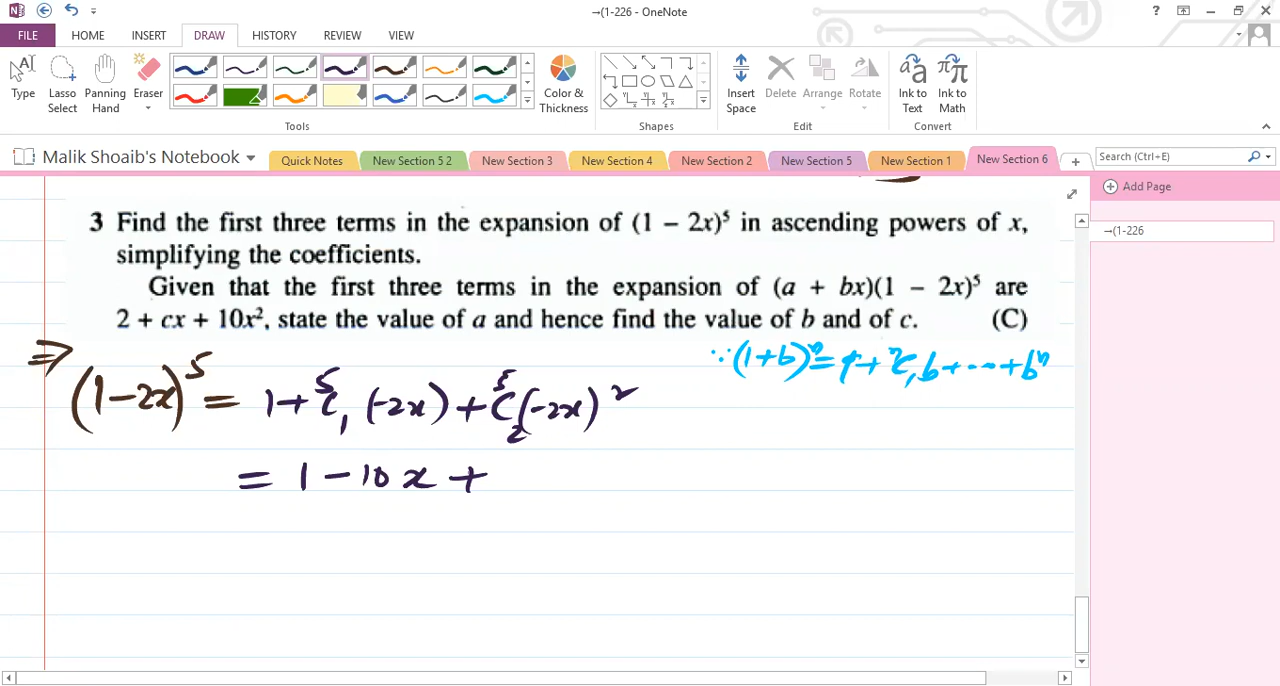 →(1-226 - OneNote
FILE HOME INSERT DRAW HISTORY REVIEW VIEW
Type Lasso Select Panning Hand Eraser Color & Thickness Insert Space Delete Arrange Rotate Ink to Text Ink to Math
Tools Shapes Edit Convert
Malik Shoaib's Notebook Quick Notes New Section 5 2 New Section 3 New Section 4 New Section 2 New Section 5 New Section 1 New Section 6 Search (Ctrl+E)
Add Page
→(1-226
3 Find the first three terms in the expansion of (1 − 2x)⁵ in ascending powers of x,
simplifying the coefficients.
Given that the first three terms in the expansion of (a + bx)(1 − 2x)⁵ are
2 + cx + 10x², state the value of a and hence find the value of b and of c. (C)
∵(1+b)ⁿ = 1 + ⁿC₁ b + ... + bⁿ
⇒ (1-2x)⁵ = 1 + ⁵C₁ (-2x) + ⁵C₂ (-2x)²
= 1 - 10x +